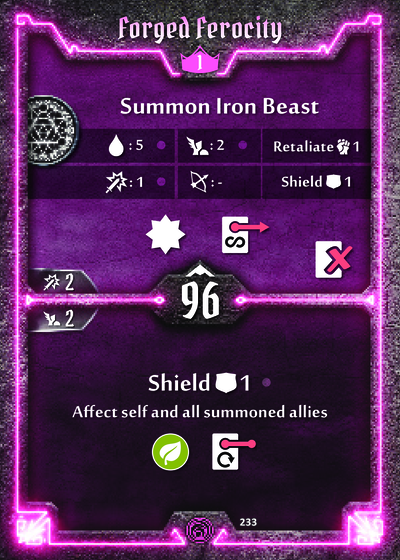 Forged Ferocity
1
Summon Iron Beast
: 5
: 2
Retaliate 1
: 1
: -
Shield 1
2
96
2
Shield 1
Affect self and all summoned allies
233